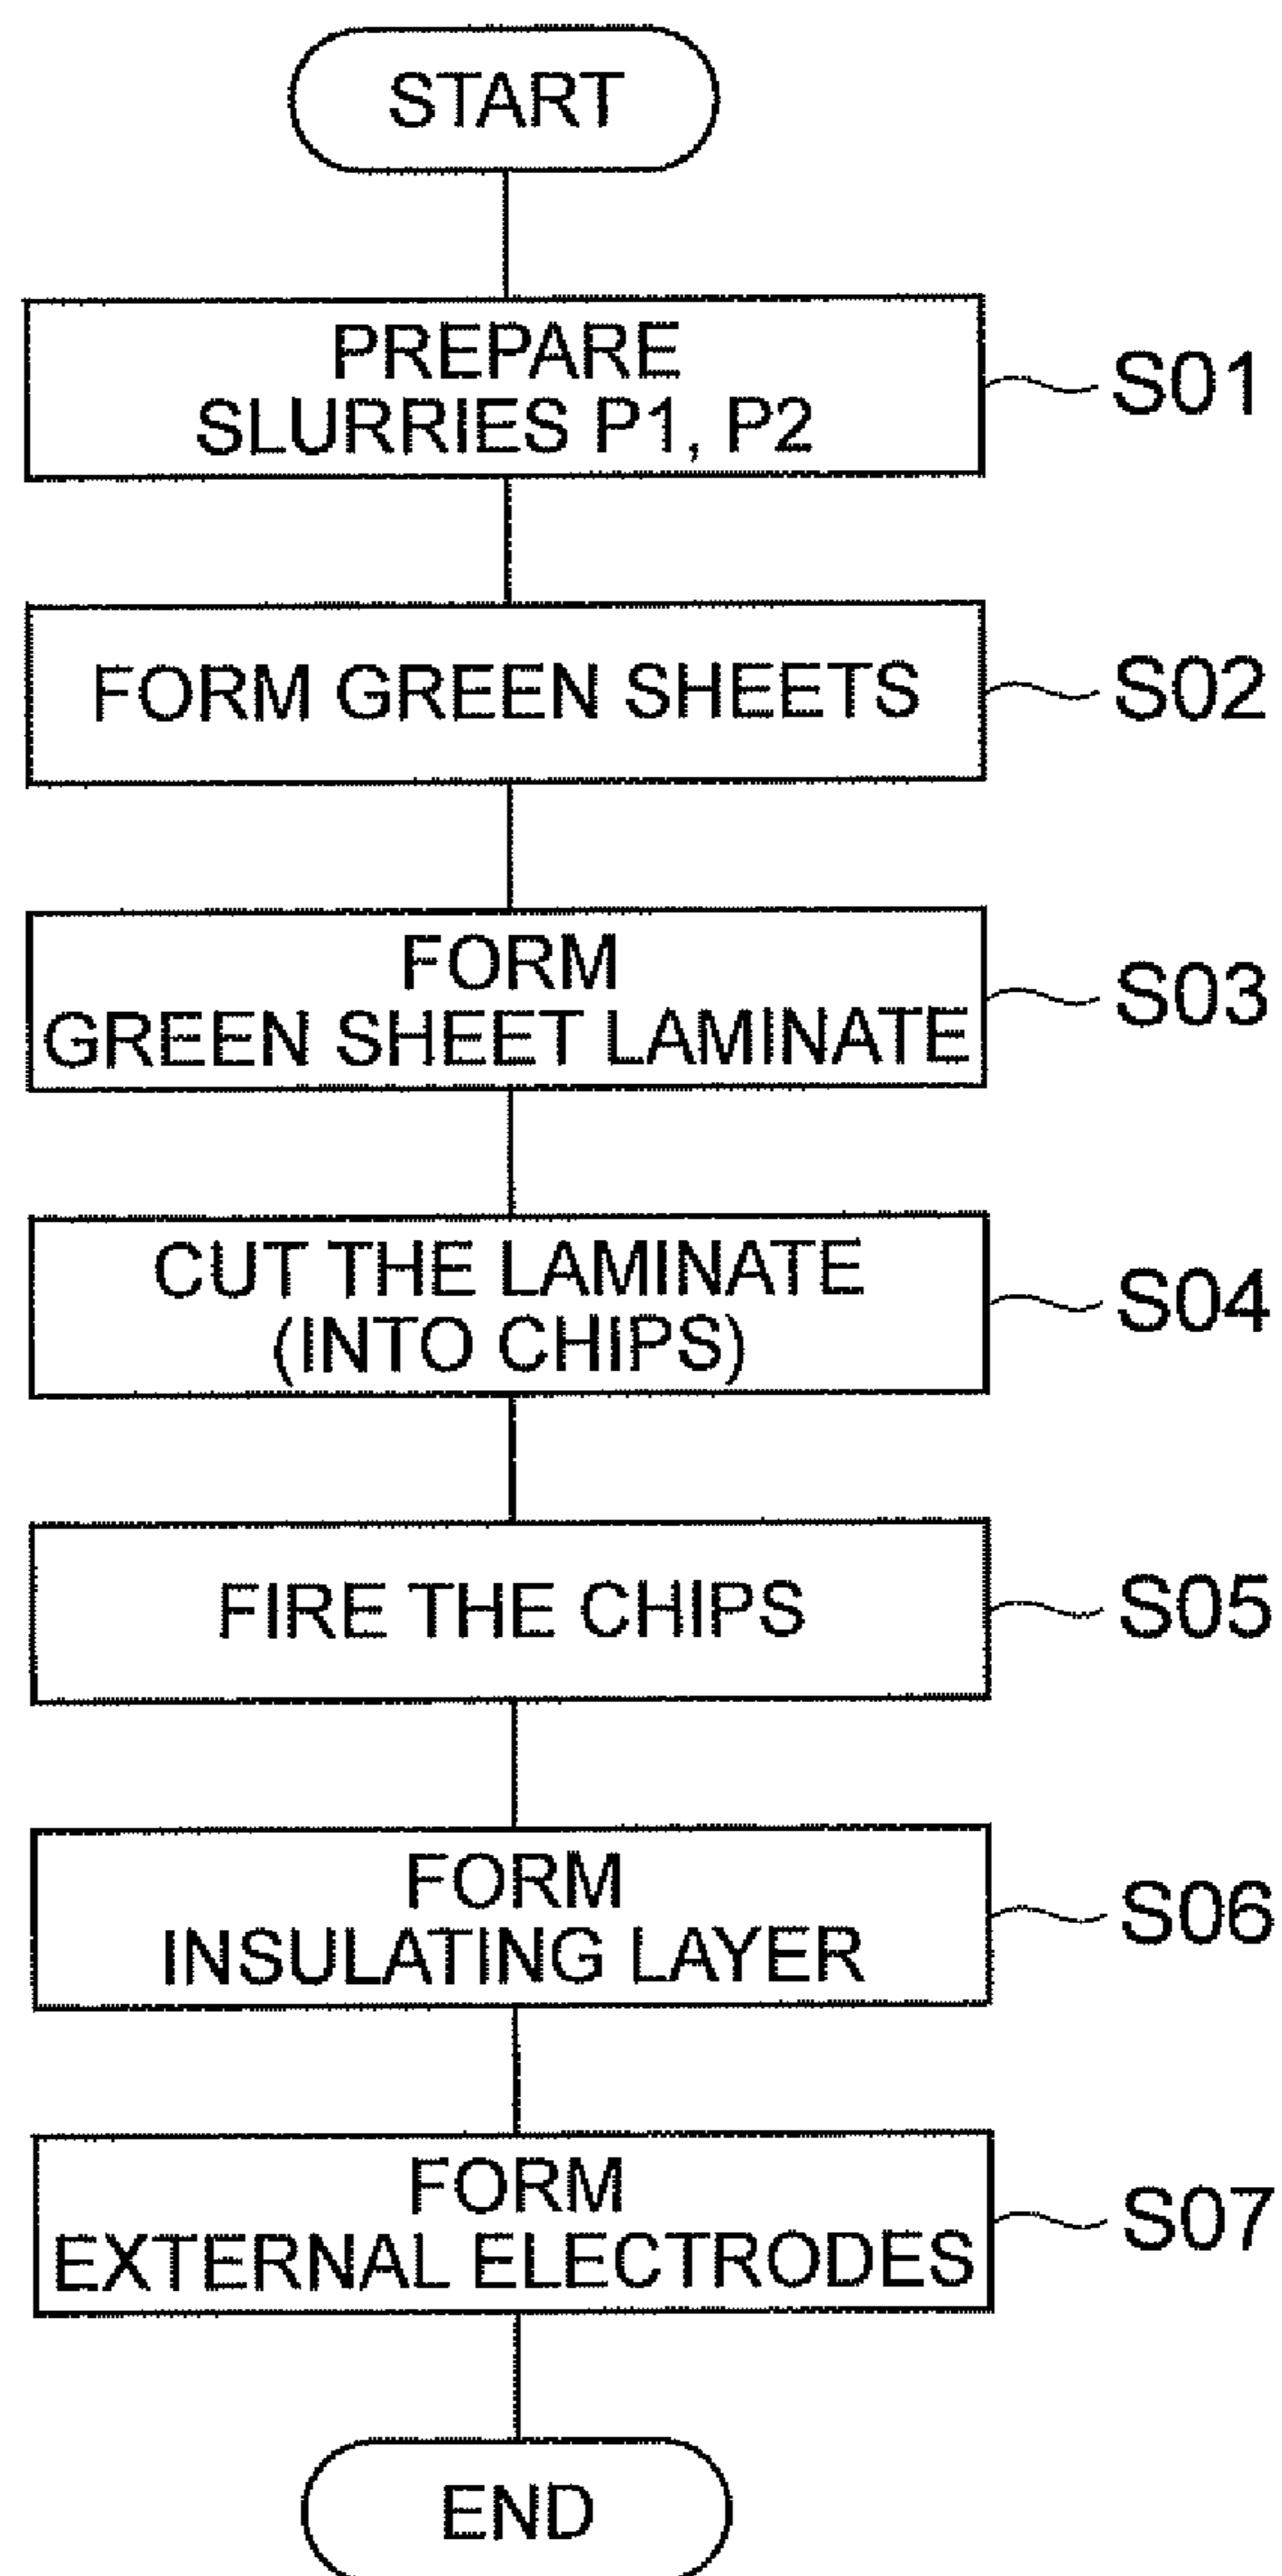 START
PREPARE
SLURRIES P1, P2
S01
FORM GREEN SHEETS
S02
FORM
GREEN SHEET LAMINATE
S03
CUT THE LAMINATE
(INTO CHIPS)
S04
FIRE THE CHIPS
S05
FORM
INSULATING LAYER
S06
FORM
EXTERNAL ELECTRODES
S07
END